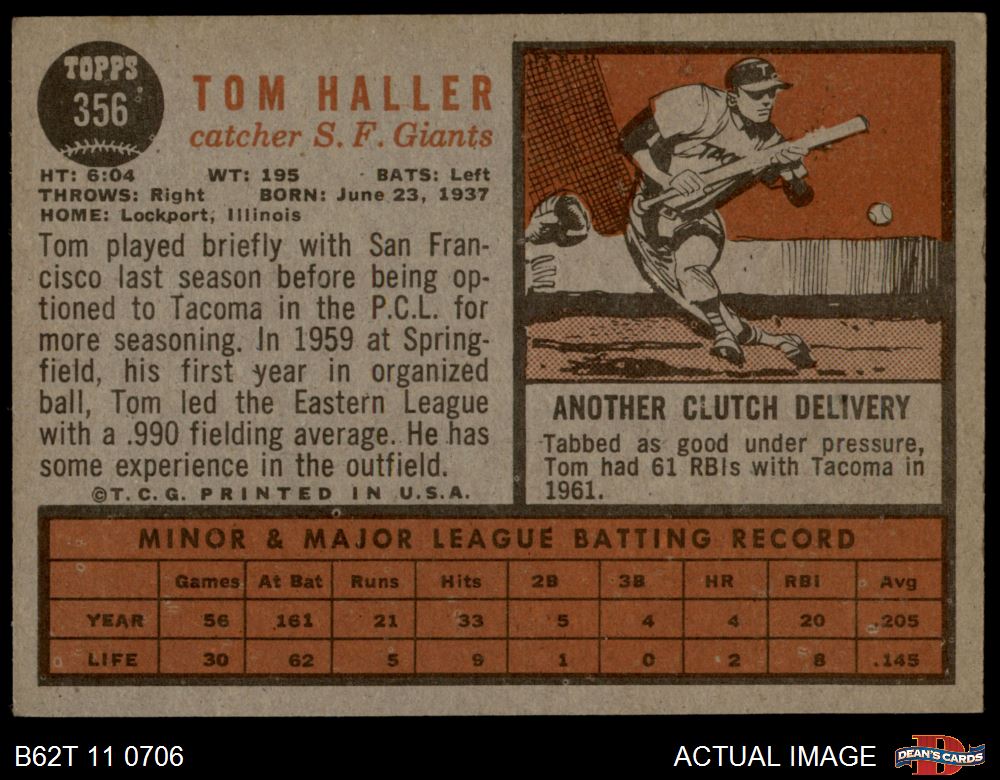 TOPPS
356
TOM HALLER
catcher S. F. Giants
HT: 6:04 WT: 195 BATS: Left
THROWS: Right BORN: June 23, 1937
HOME: Lockport, Illinois
Tom played briefly with San Fran-
cisco last season before being op-
tioned to Tacoma in the P.C.L. for
more seasoning. In 1959 at Spring-
field, his first year in organized
ball, Tom led the Eastern League
with a .990 fielding average. He has
some experience in the outfield.
©T.C.G. PRINTED IN U.S.A.
T
TAC
ANOTHER CLUTCH DELIVERY
Tabbed as good under pressure,
Tom had 61 RBIs with Tacoma in
1961.
MINOR & MAJOR LEAGUE BATTING RECORD
Games At Bat Runs Hits 2B 3B HR RBI Avg
YEAR 56 161 21 33 5 4 4 20 .205
LIFE 30 62 5 9 1 0 2 8 .145
B62T 11 0706 ACTUAL IMAGE
D
DEAN'S CARDS